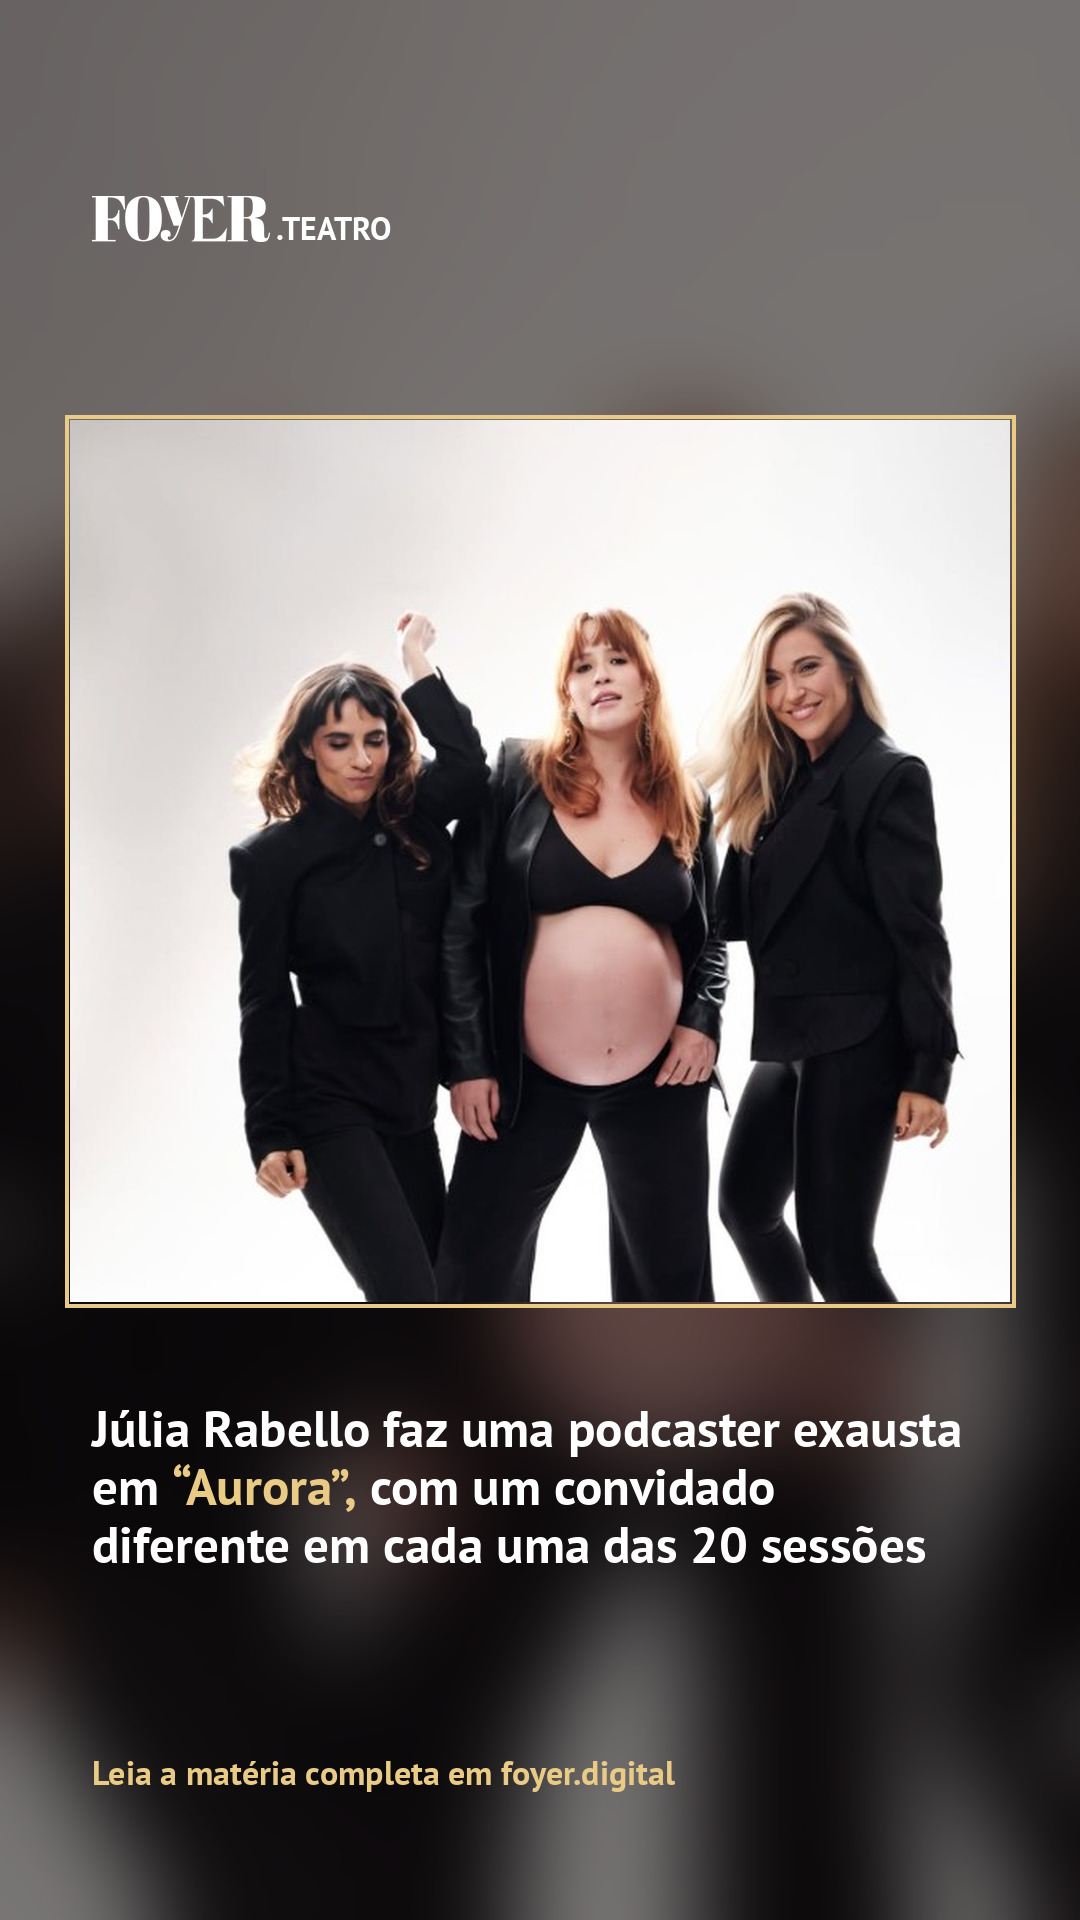 FOYER .TEATRO
Júlia Rabello faz uma podcaster exausta
em “Aurora”, com um convidado
diferente em cada uma das 20 sessões
Leia a matéria completa em foyer.digital